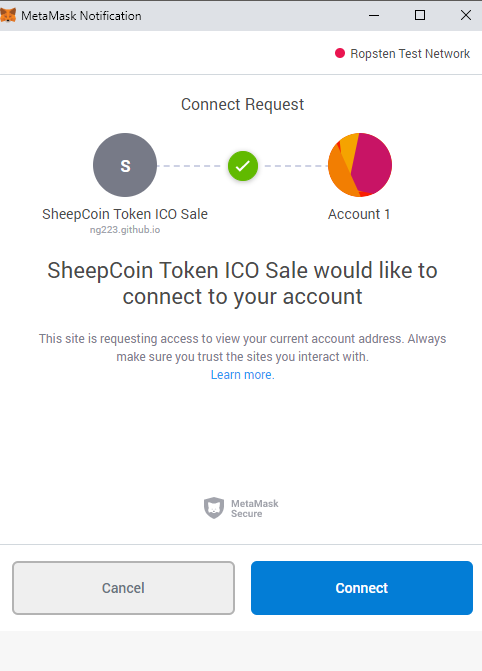 MetaMask Notification
Ropsten Test Network
Connect Request
S
SheepCoin Token ICO Sale
ng223.github.io
Account 1
SheepCoin Token ICO Sale would like to
connect to your account
This site is requesting access to view your current account address. Always
make sure you trust the sites you interact with.
Learn more.
MetaMask
Secure
Cancel
Connect